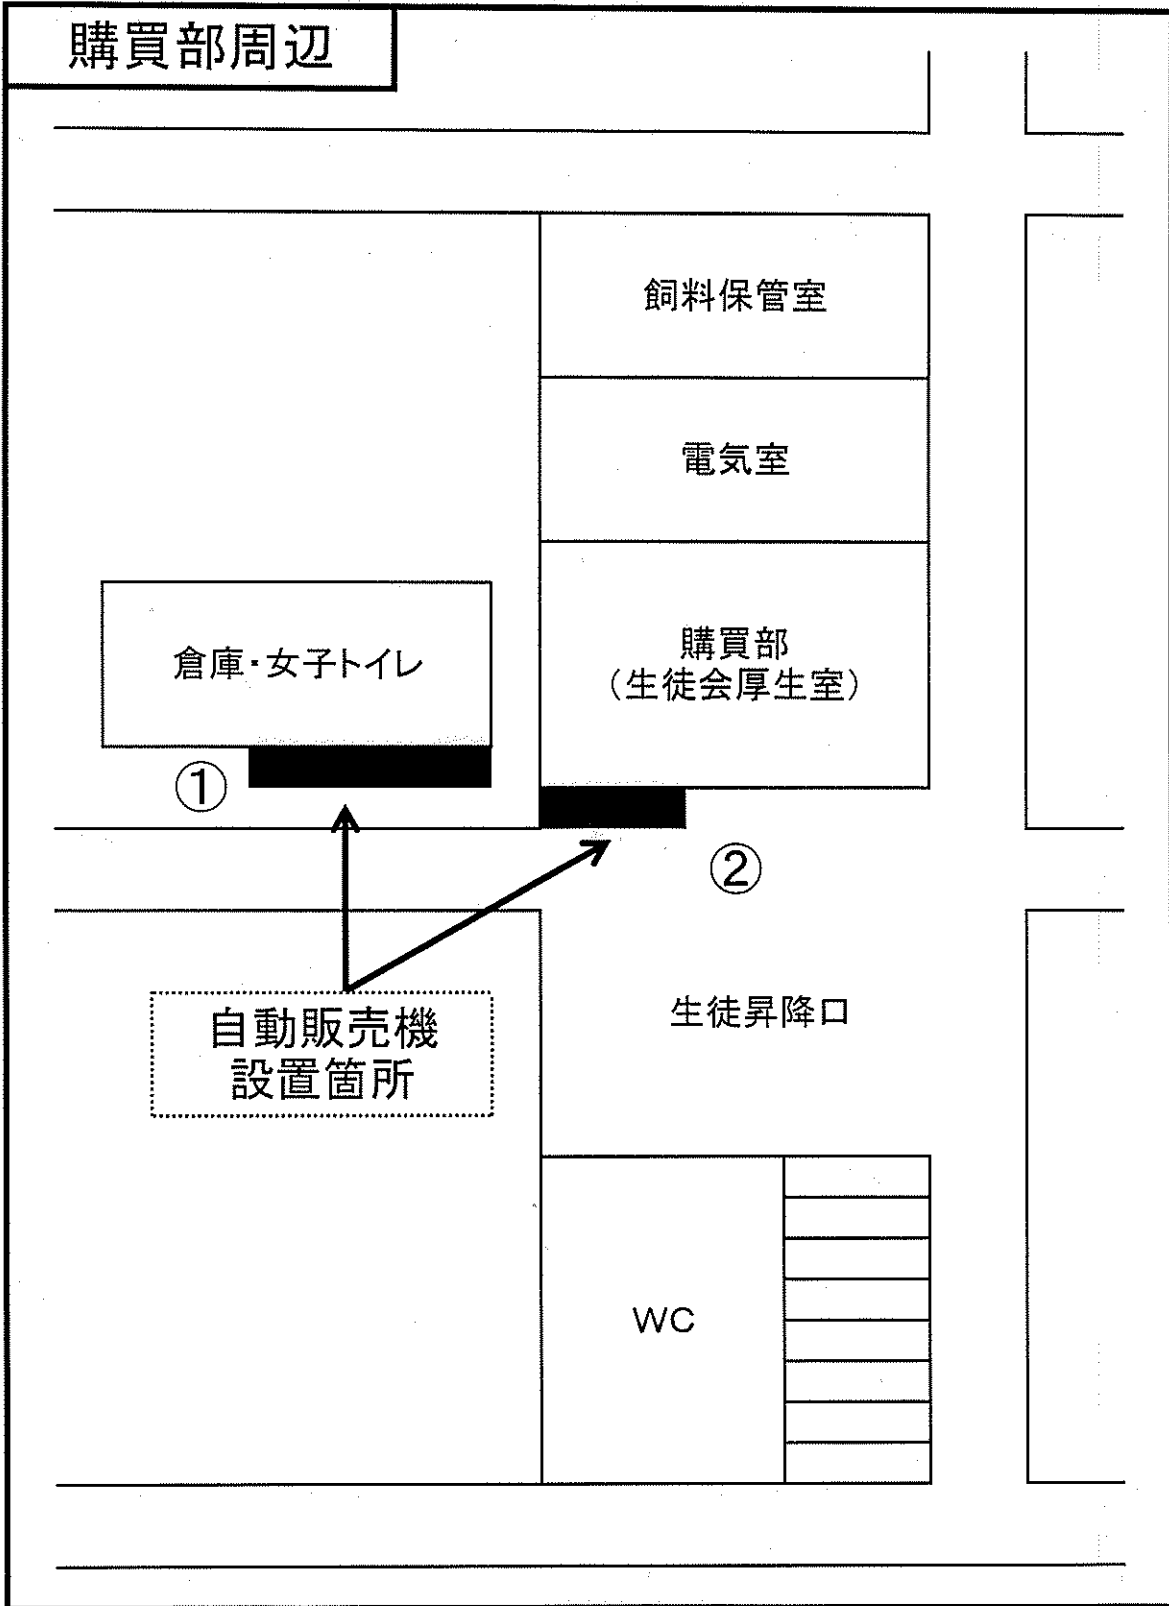 購買部周辺
飼料保管室
電気室
倉庫・女子トイレ
購買部
（生徒会厚生室）
①
②
自動販売機
設置箇所
生徒昇降口
WC